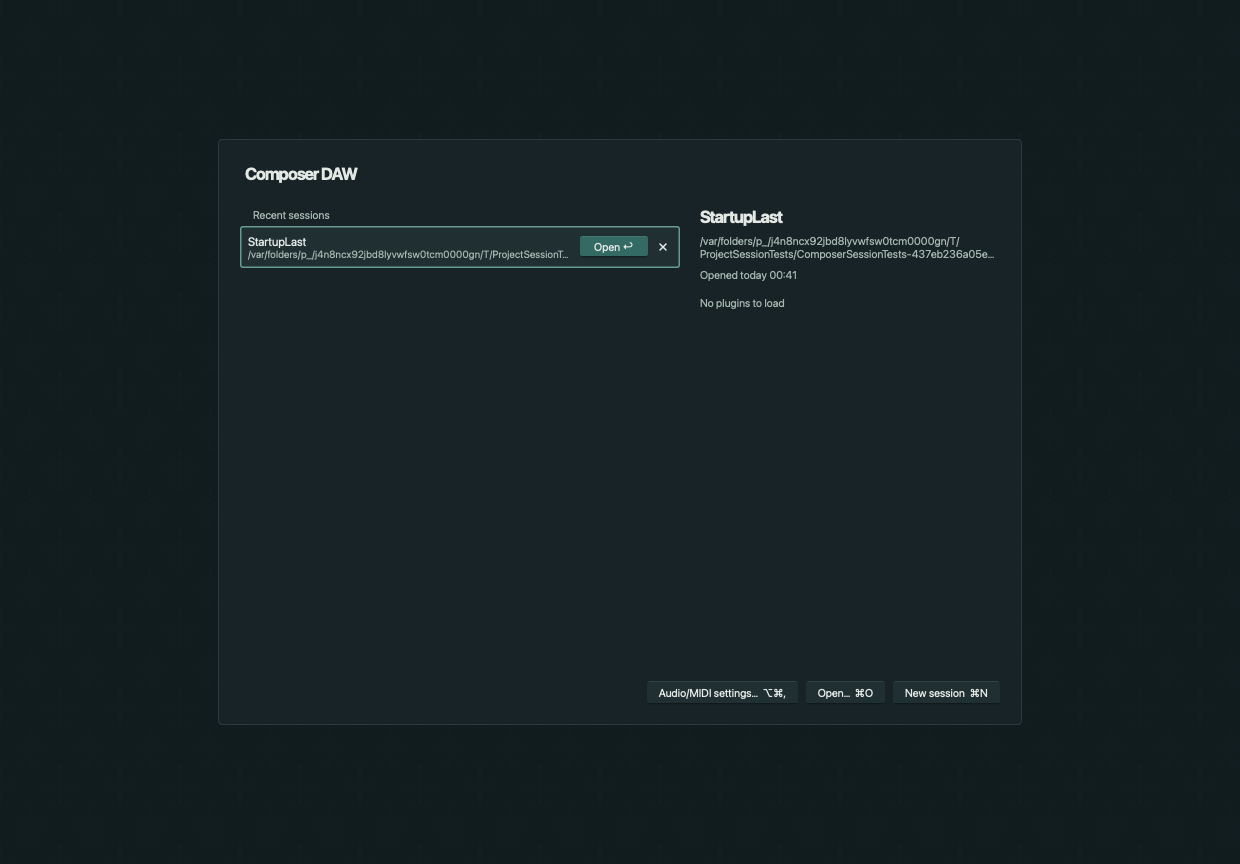 Composer DAW
Recent sessions
StartupLast
/var/folders/p_/j4n8ncx92jbd8lyvwfsw0tcm0000gn/T/ProjectSessionT...
Open ↩
✕
StartupLast
/var/folders/p_/j4n8ncx92jbd8lyvwfsw0tcm0000gn/T/
ProjectSessionTests/ComposerSessionTests-437eb236a05e...
Opened today 00:41
No plugins to load
Audio/MIDI settings... ⌥⌘,
Open... ⌘O
New session ⌘N